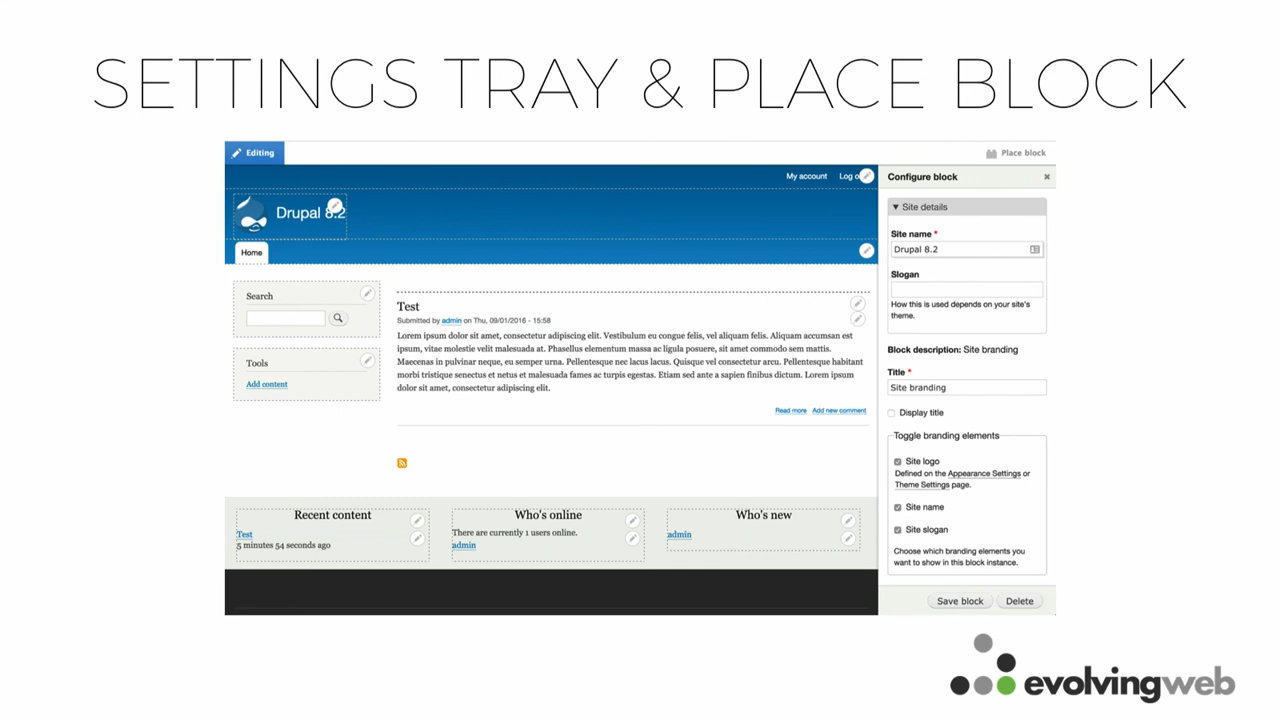 SETTINGS TRAY & PLACE BLOCK
Editing
Place block
My account
Log o
Drupal 8.2
Home
Search
Tools
Add content
Test
Submitted by admin on Thu, 09/01/2016 - 15:58
Lorem ipsum dolor sit amet, consectetur adipiscing elit. Vestibulum eu congue felis, vel aliquam felis. Aliquam accumsan est
ipsum, vitae molestie velit malesuada at. Phasellus elementum massa ac ligula posuere, sit amet commodo sem mattis.
Maecenas in pulvinar neque, eu semper urna. Pellentesque nec lacus lacus. Quisque vel consectetur arcu. Pellentesque habitant
morbi tristique senectus et netus et malesuada fames ac turpis egestas. Etiam sed ante a sapien finibus dictum. Lorem ipsum
dolor sit amet, consectetur adipiscing elit.
Read more
Add new comment
Recent content
Test
5 minutes 54 seconds ago
Who's online
There are currently 1 users online.
admin
Who's new
admin
Configure block
Site details
Site name *
Drupal 8.2
Slogan
How this is used depends on your site's
theme.
Block description: Site branding
Title *
Site branding
Display title
Toggle branding elements
Site logo
Defined on the Appearance Settings or
Theme Settings page.
Site name
Site slogan
Choose which branding elements you
want to show in this block instance.
Save block
Delete
evolvingweb